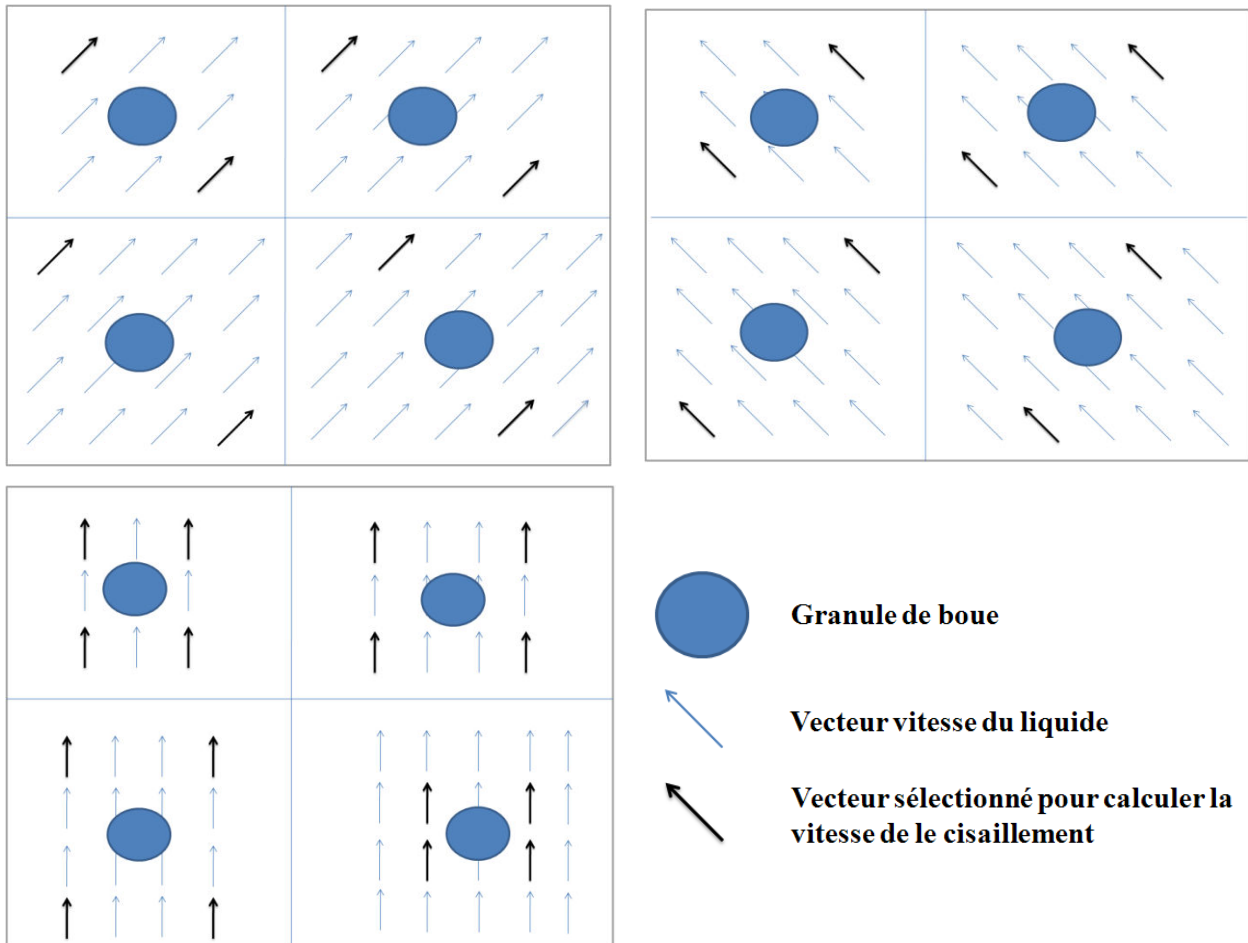 Granule de boue
Vecteur vitesse du liquide
Vecteur sélectionné pour calculer la
vitesse de le cisaillement